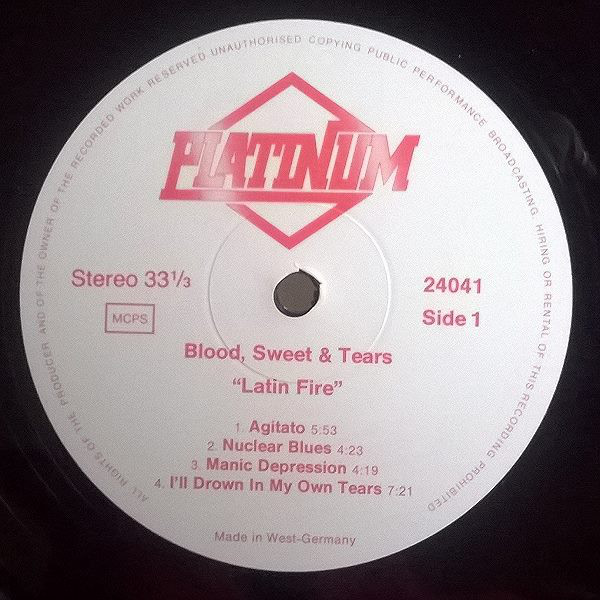 ALL RIGHTS OF THE PRODUCER AND OF THE OWNER OF THE RECORDED WORK RESERVED UNAUTHORISED COPYING PUBLIC PERFORMANCE BROADCASTING, HIRING OR RENTAL OF THIS RECORDING PROHIBITED
PLATINUM
Stereo 33⅓
24041
MCPS
Side 1
Blood, Sweet & Tears
“Latin Fire”
1. Agitato 5:53
2. Nuclear Blues 4:23
3. Manic Depression 4:19
4. I'll Drown In My Own Tears 7:21
Made in West-Germany